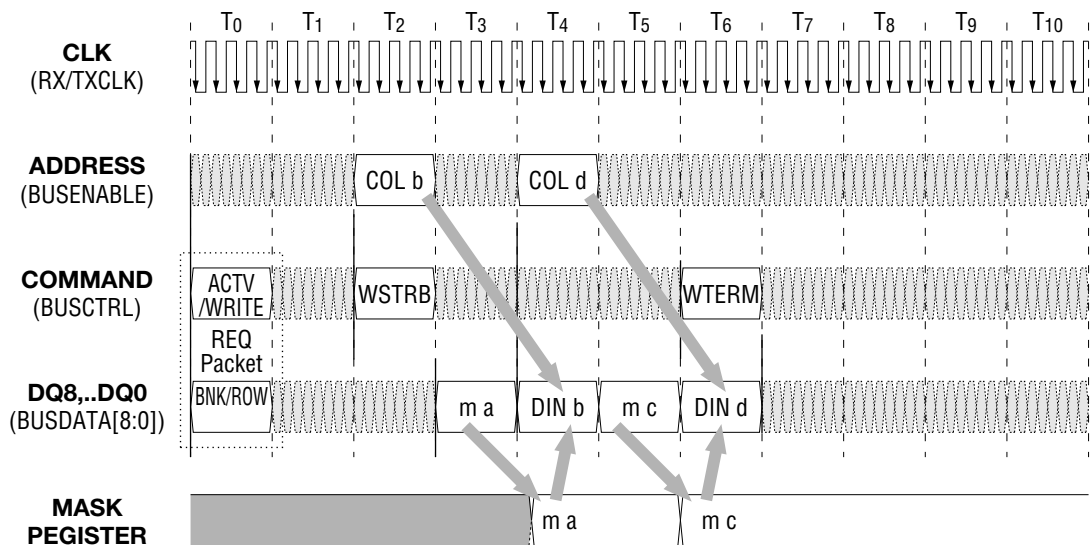 T0 T1 T2 T3 T4 T5 T6 T7 T8 T9 T10
CLK
(RX/TXCLK)
ADDRESS
(BUSENABLE)
COL b COL d
COMMAND
(BUSCTRL)
ACTV
/WRITE
WSTRB WTERM
REQ
Packet
DQ8,..DQ0
(BUSDATA[8:0])
BNK/ROW
m a DIN b m c DIN d
MASK
PEGISTER
m a m c